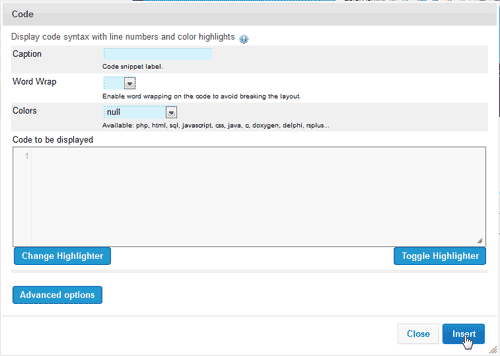 Code
Display code syntax with line numbers and color highlights
Caption
Code snippet label.
Word Wrap
Enable word wrapping on the code to avoid breaking the layout.
Colors
null
Available: php, html, sql, javascript, css, java, c, doxygen, delphi, rsplus...
Code to be displayed
1
Change Highlighter
Toggle Highlighter
Advanced options
Close
Insert